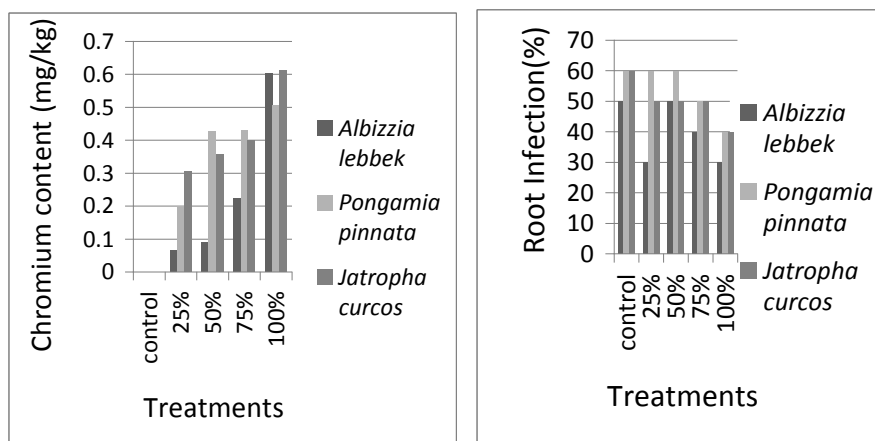 Chromium content (mg/kg)
0.7
0.6
0.5
0.4
0.3
0.2
0.1
0
control
25%
50%
75%
100%
Treatments
Albizzia
lebbek
Pongamia
pinnata
Jatropha
curcos
Root Infection(%)
70
60
50
40
30
20
10
0
control
25%
50%
75%
100%
Treatments
Albizzia
lebbek
Pongamia
pinnata
Jatropha
curcos